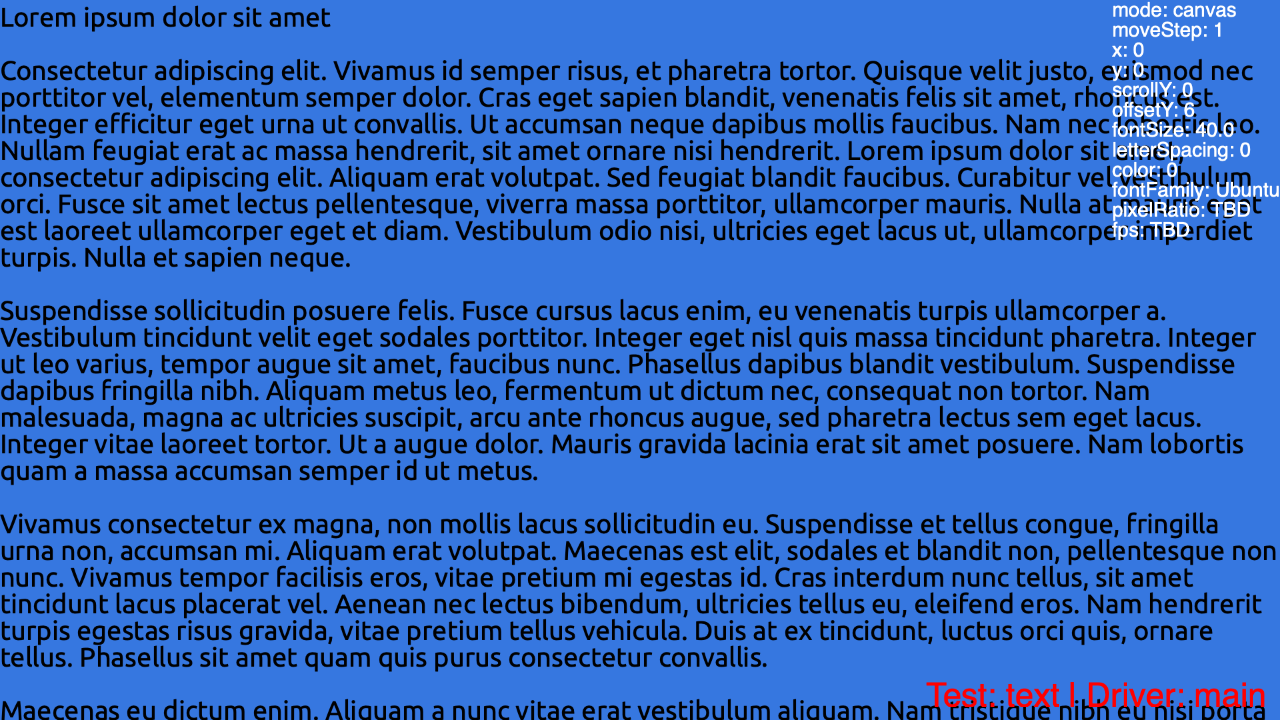 Lorem ipsum dolor sit amet
Consectetur adipiscing elit. Vivamus id semper risus, et pharetra tortor. Quisque velit justo, euismod nec
porttitor vel, elementum semper dolor. Cras eget sapien blandit, venenatis felis sit amet, rhoncus est.
Integer efficitur eget urna ut convallis. Ut accumsan neque dapibus mollis faucibus. Nam nec lobortis leo.
Nullam feugiat erat ac massa hendrerit, sit amet ornare nisi hendrerit. Lorem ipsum dolor sit amet,
consectetur adipiscing elit. Aliquam erat volutpat. Sed feugiat blandit faucibus. Curabitur vel vestibulum
orci. Fusce sit amet lectus pellentesque, viverra massa porttitor, ullamcorper mauris. Nulla at
est laoreet ullamcorper eget et diam. Vestibulum odio nisi, ultricies eget lacus ut, ullamcorper imperdiet
turpis. Nulla et sapien neque.
Suspendisse sollicitudin posuere felis. Fusce cursus lacus enim, eu venenatis turpis ullamcorper a.
Vestibulum tincidunt velit eget sodales porttitor. Integer eget nisl quis massa tincidunt pharetra. Integer
ut leo varius, tempor augue sit amet, faucibus nunc. Phasellus dapibus blandit vestibulum. Suspendisse
dapibus fringilla nibh. Aliquam metus leo, fermentum ut dictum nec, consequat non tortor. Nam
malesuada, magna ac ultricies suscipit, arcu ante rhoncus augue, sed pharetra lectus sem eget lacus.
Integer vitae laoreet tortor. Ut a augue dolor. Mauris gravida lacinia erat sit amet posuere. Nam lobortis
quam a massa accumsan semper id ut metus.
Vivamus consectetur ex magna, non mollis lacus sollicitudin eu. Suspendisse et tellus congue, fringilla
urna non, accumsan mi. Aliquam erat volutpat. Maecenas est elit, sodales et blandit non, pellentesque non
nunc. Vivamus tempor facilisis eros, vitae pretium mi egestas id. Cras interdum nunc tellus, sit amet
tincidunt lacus placerat vel. Aenean nec lectus bibendum, ultricies tellus eu, eleifend eros. Nam hendrerit
turpis egestas risus gravida, vitae pretium tellus vehicula. Duis at ex tincidunt, luctus orci quis, ornare
tellus. Phasellus sit amet quam quis purus consectetur convallis.
Maecenas eu dictum enim. Aliquam a nunc vitae erat vestibulum aliquam. Nam tristique nibh eu nisi porta
mode: canvas
moveStep: 1
x: 0
y: 0
scrollY: 0
offsetY: 6
fontSize: 40.0
letterSpacing: 0
color: 0
fontFamily: Ubuntu
pixelRatio: TBD
fps: TBD
Test: text | Driver: main